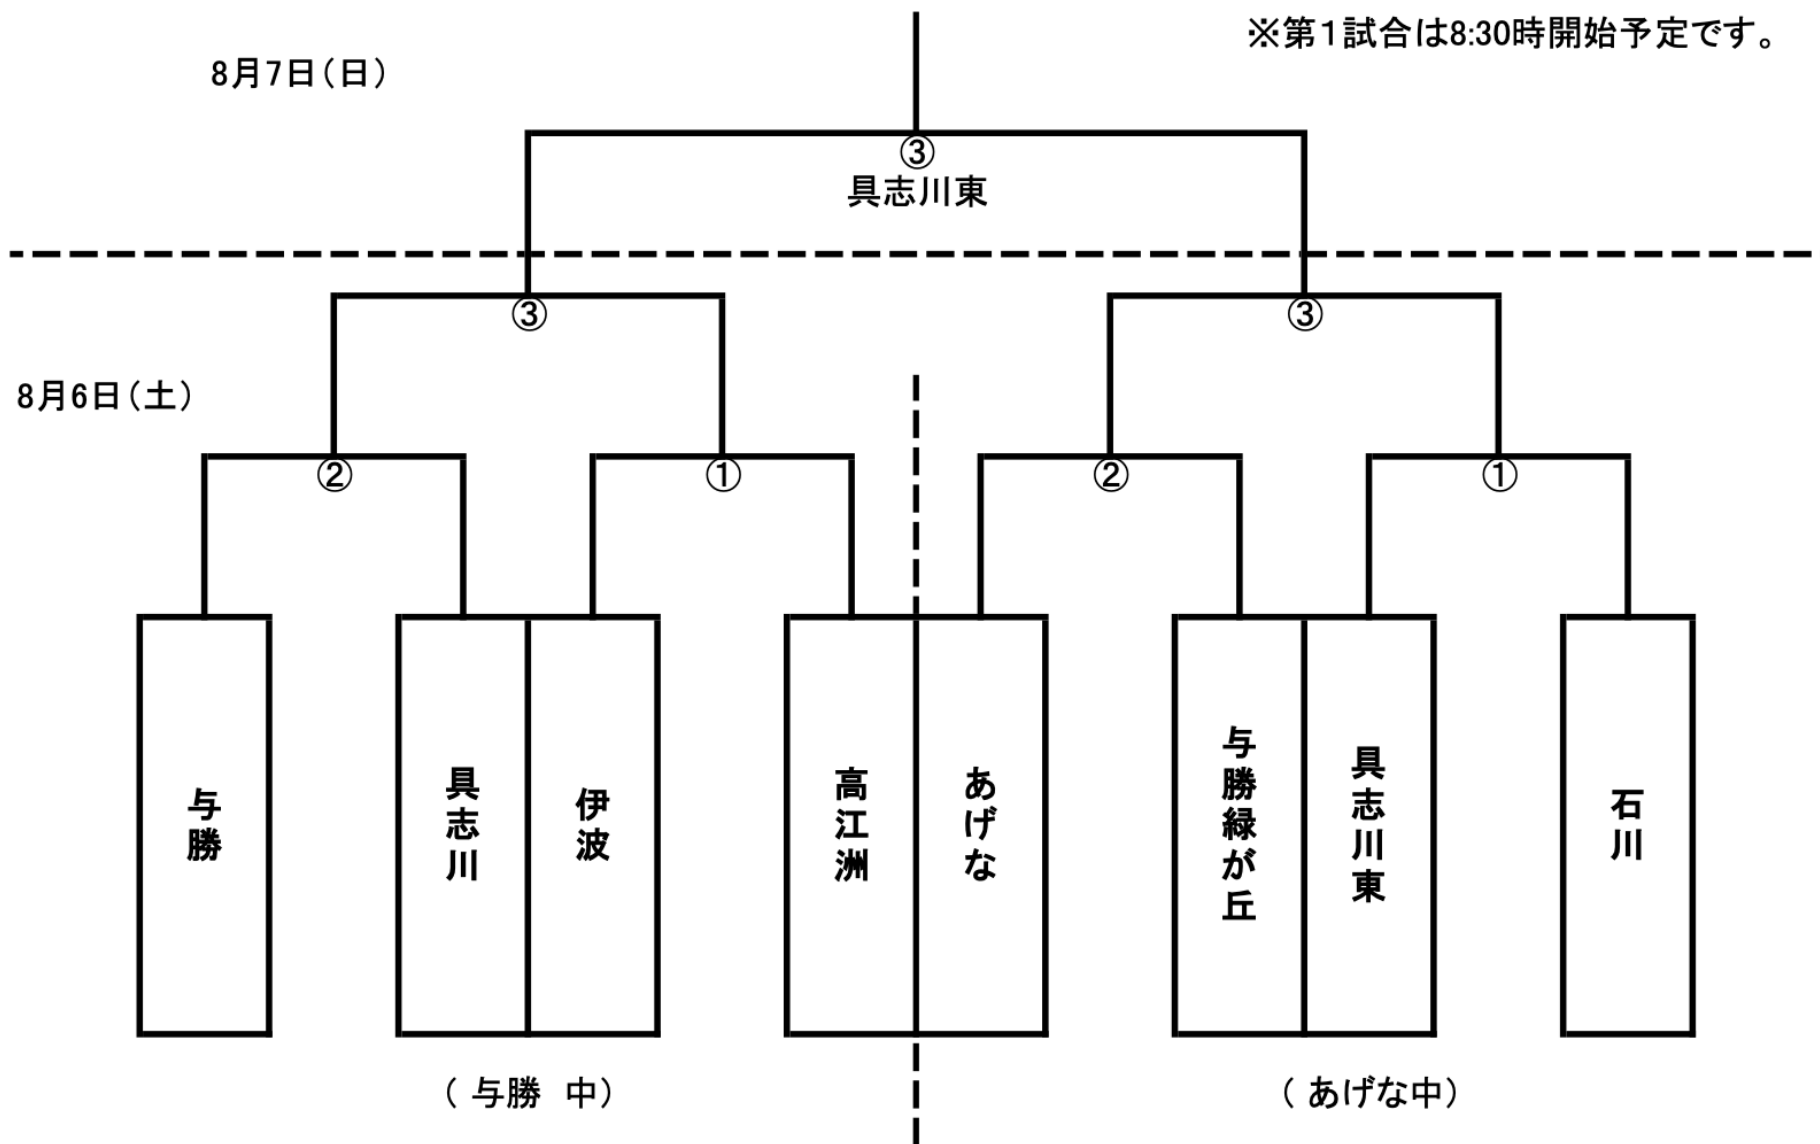 ※第１試合は8:30時開始予定です。
8月7日（日）
③
具志川東
③
③
8月6日（土）
②
①
②
①
与勝
具志川
伊波
高江洲
あげな
与勝緑が丘
具志川東
石川
（ 与勝　中）
（ あげな中）